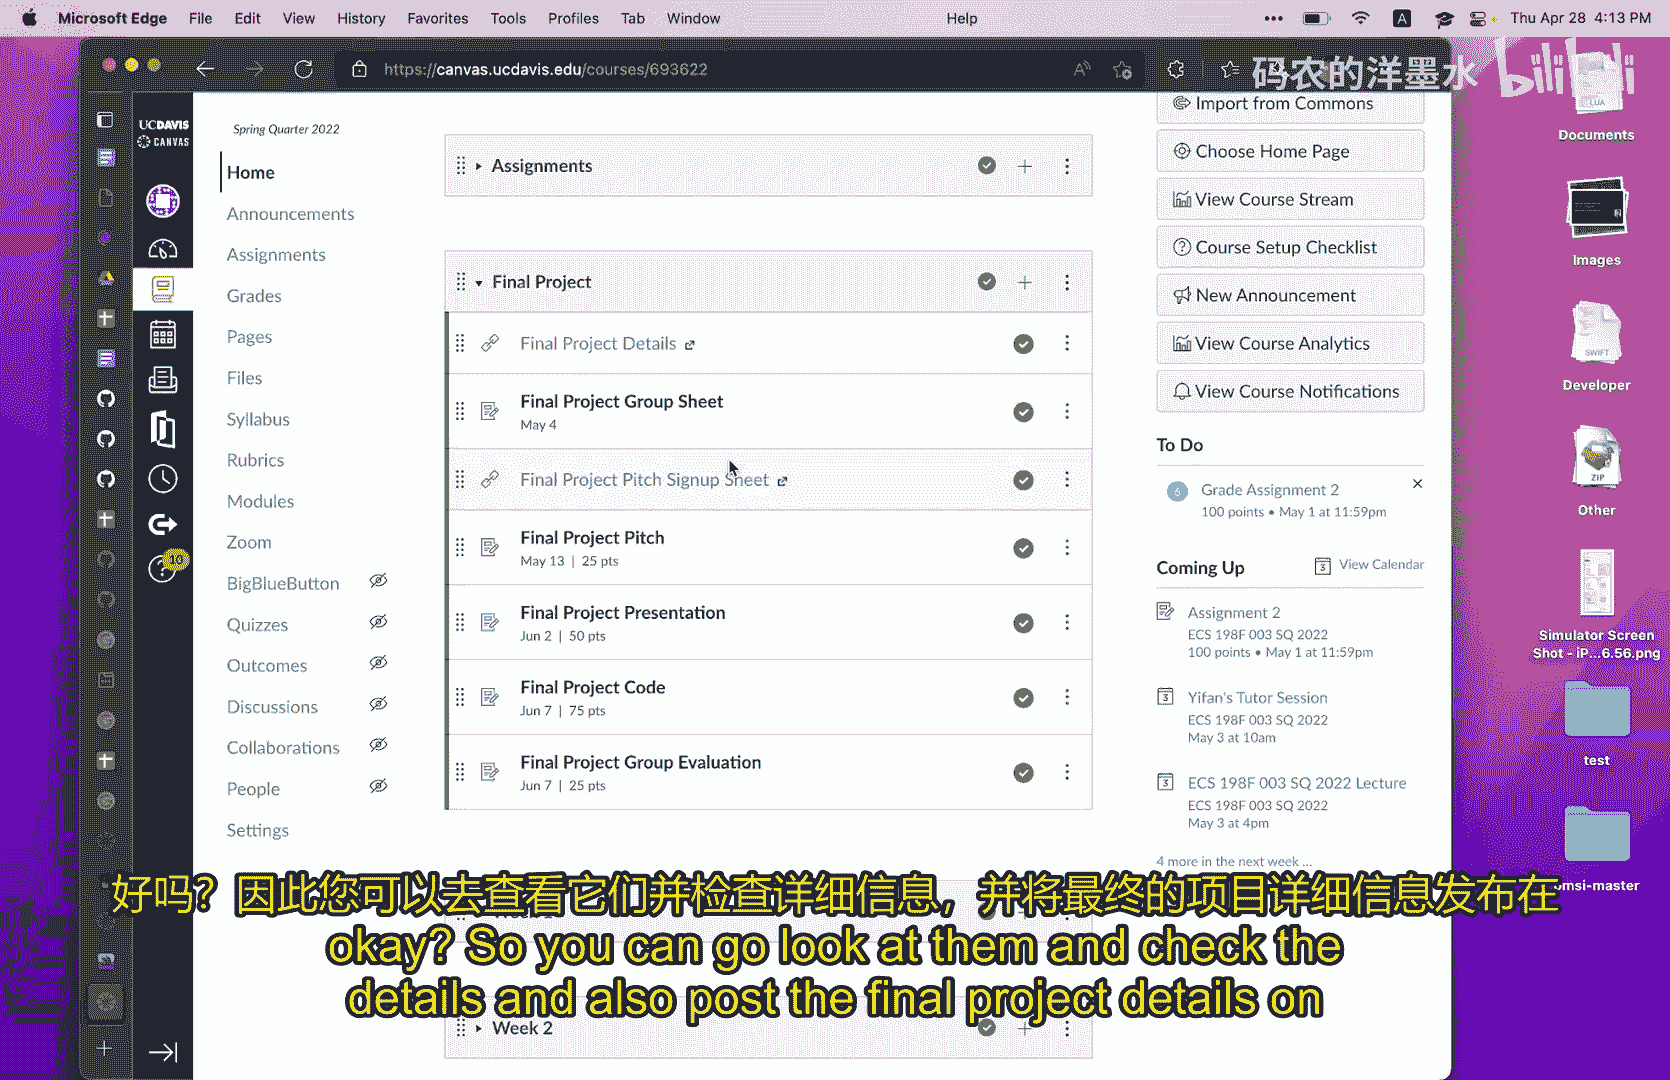 Microsoft Edge File Edit View History Favorites Tools Profiles Tab Window Help
A Thu Apr 28 4:13 PM
https://canvas.ucdavis.edu/courses/693622
码农的洋墨水 bilibili
UCDAVIS
CANVAS
10
Spring Quarter 2022
Home
Announcements
Assignments
Grades
Pages
Files
Syllabus
Rubrics
Modules
Zoom
BigBlueButton
Quizzes
Outcomes
Discussions
Collaborations
People
Settings
Assignments
Final Project
Final Project Details
Final Project Group Sheet
May 4
Final Project Pitch Signup Sheet
Final Project Pitch
May 13 | 25 pts
Final Project Presentation
Jun 2 | 50 pts
Final Project Code
Jun 7 | 75 pts
Final Project Group Evaluation
Jun 7 | 25 pts
Week 2
Import from Commons
Choose Home Page
View Course Stream
Course Setup Checklist
New Announcement
View Course Analytics
View Course Notifications
To Do
6 Grade Assignment 2
100 points • May 1 at 11:59pm
Coming Up
3 View Calendar
Assignment 2
ECS 198F 003 SQ 2022
100 points • May 1 at 11:59pm
3 Yifan's Tutor Session
ECS 198F 003 SQ 2022
May 3 at 10am
3 ECS 198F 003 SQ 2022 Lecture
ECS 198F 003 SQ 2022
May 3 at 4pm
4 more in the next week ...
LUA
Documents
Images
SWIFT
Developer
ZIP
Other
Simulator Screen
Shot - iP...6.56.png
test
omsi-master
好吗？因此您可以去查看它们并检查详细信息，并将最终的项目详细信息发布在
okay? So you can go look at them and check the
details and also post the final project details on